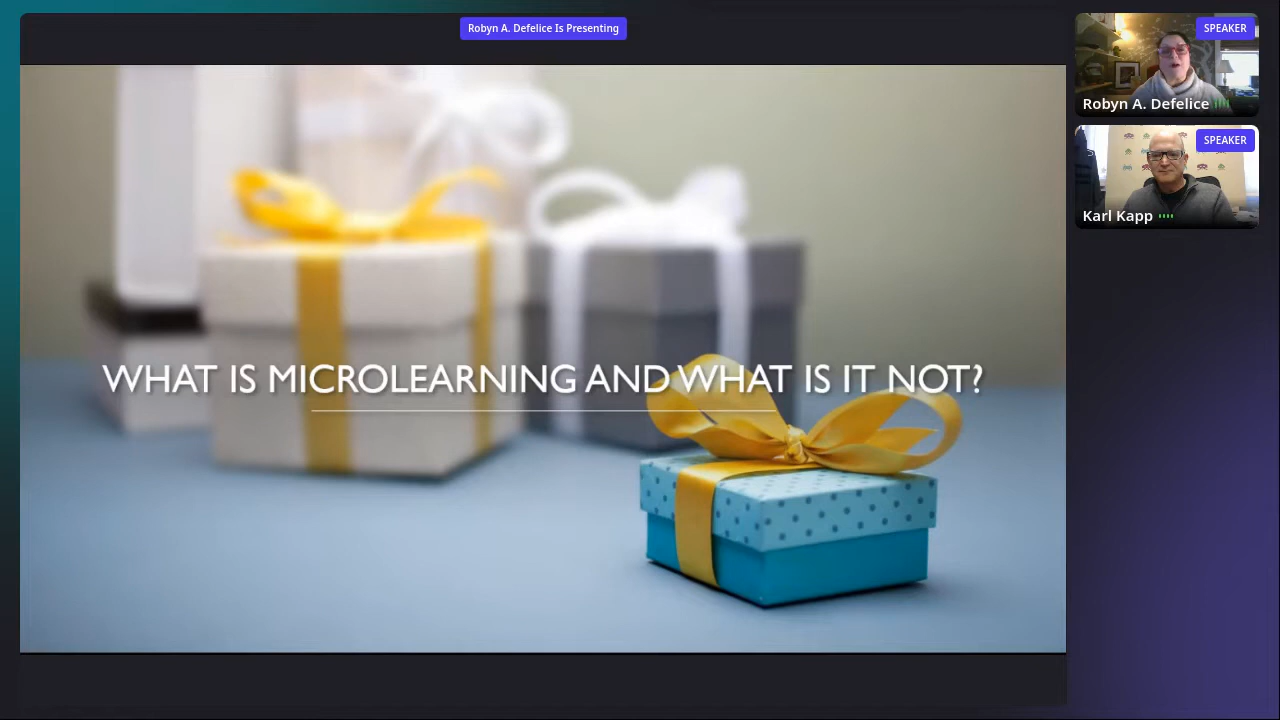 Robyn A. Defelice Is Presenting
SPEAKER
Robyn A. Defelice
SPEAKER
Karl Kapp
WHAT IS MICROLEARNING AND WHAT IS IT NOT?